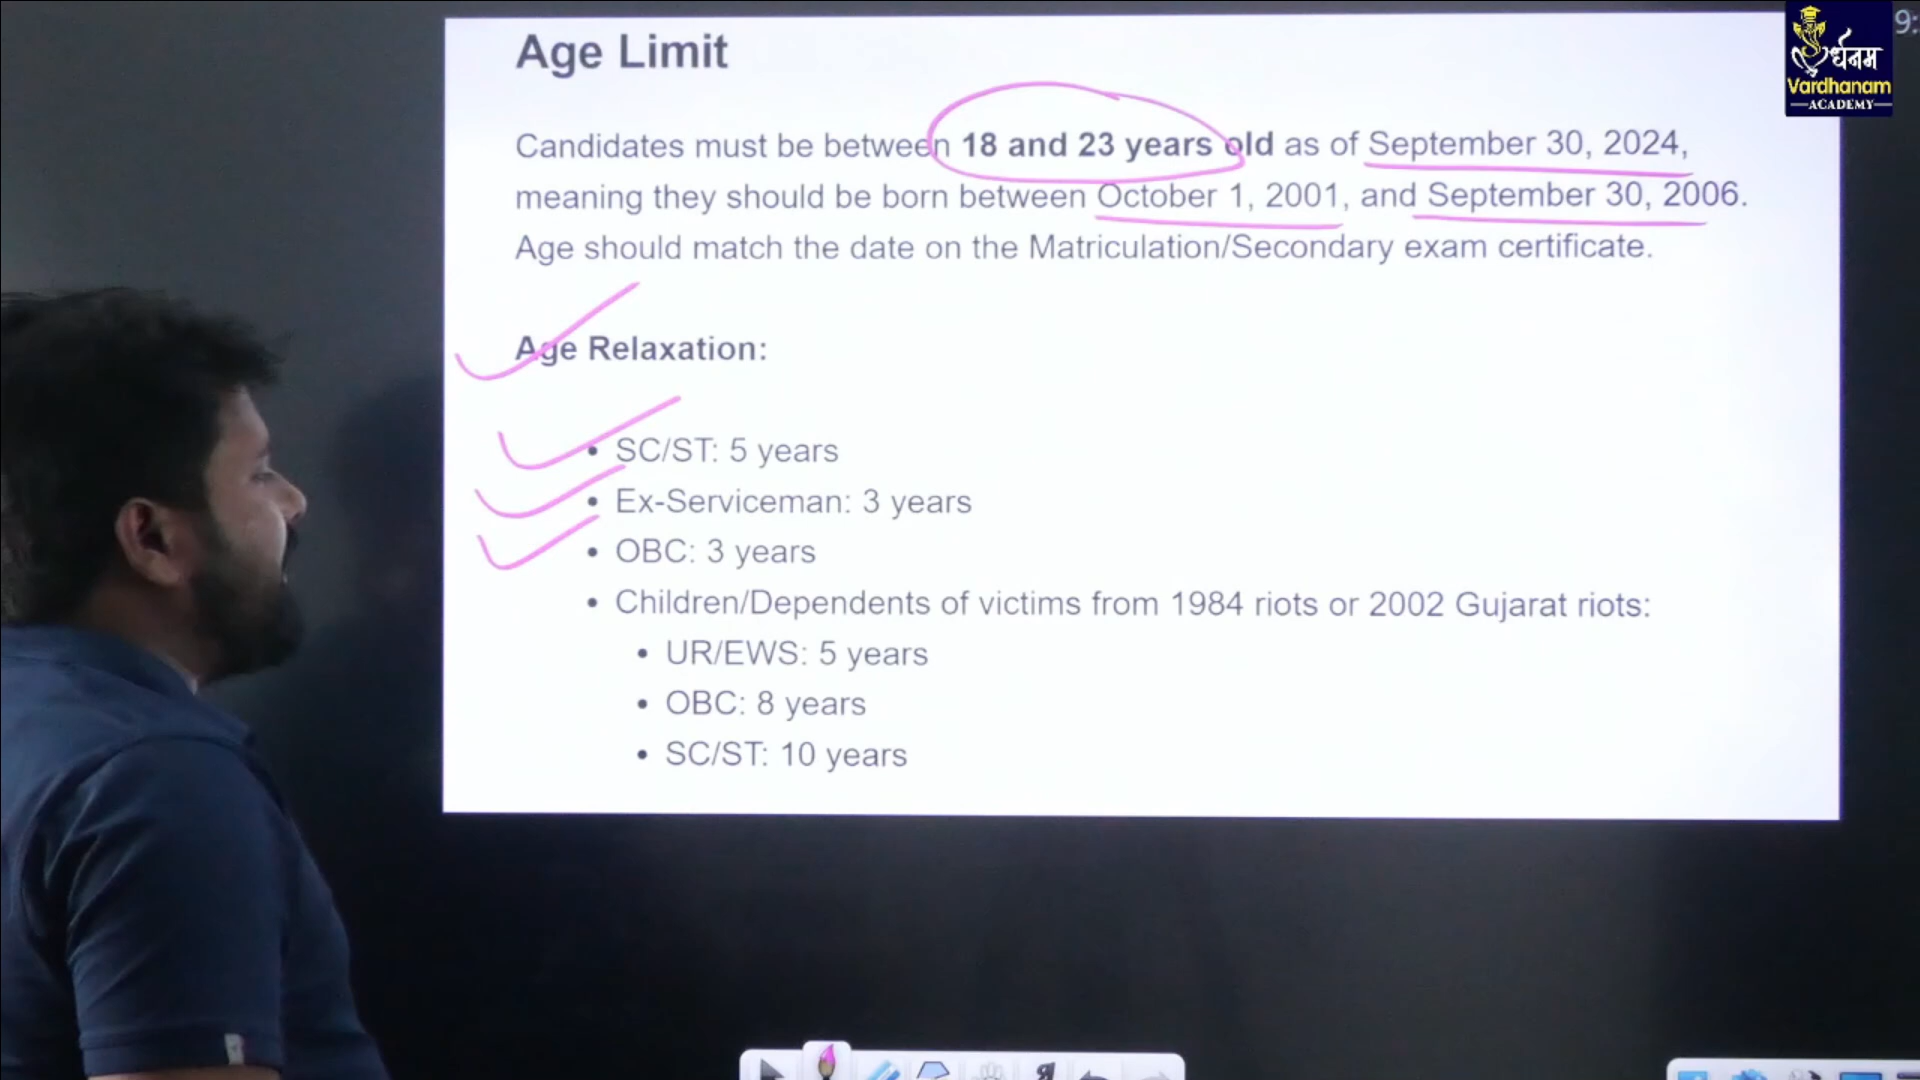 Age Limit
Candidates must be between 18 and 23 years old as of September 30, 2024,
meaning they should be born between October 1, 2001, and September 30, 2006.
Age should match the date on the Matriculation/Secondary exam certificate.
Age Relaxation:
• SC/ST: 5 years
• Ex-Serviceman: 3 years
• OBC: 3 years
• Children/Dependents of victims from 1984 riots or 2002 Gujarat riots:
• UR/EWS: 5 years
• OBC: 8 years
• SC/ST: 10 years
र्धनम
Vardhanam
ACADEMY
9: